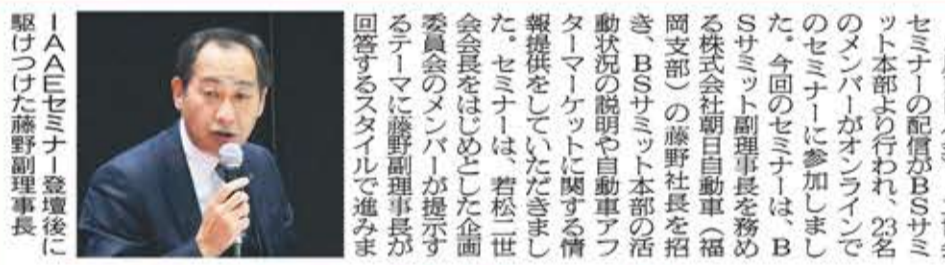 セミナーの配信がBSサミ
ット本部より行われ、23名
のメンバーがオンラインで
のセミナーに参加しまし
た。今回のセミナーは、B
Sサミット副理事長を務め
る株式会社朝日自動車(福
岡支部)の藤野社長を招
き、BSサミット本部の活
動状況の説明や自動車アフ
ターマーケットに関する情
報提供をしていただきまし
た。セミナーは、若松二世
会会長をはじめとした企画
委員会のメンバーが提示す
るテーマに藤野副理事長が
回答するスタイルで進みま
IAAEセミナー登壇後に
駆けつけた藤野副理事長